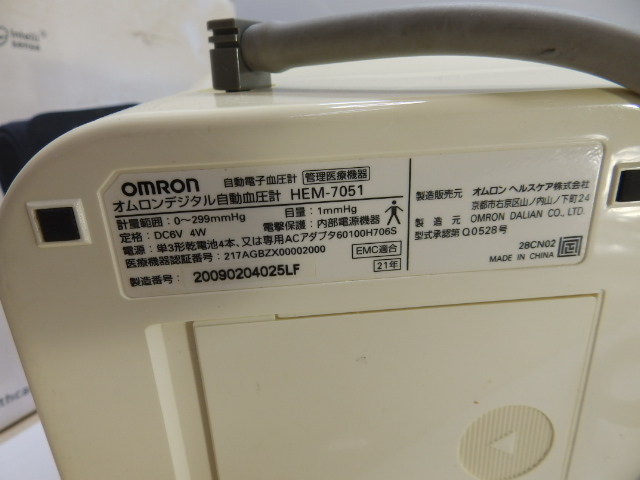 intelli
sense
OMRON 自動電子血圧計 管理医療機器
オムロンデジタル自動血圧計 HEM-7051
計量範囲：0～299mmHg 目量：1mmHg
定格：DC6V 4W 電撃保護：内部電源機器
電源：単3形乾電池4本、又は専用ACアダプタ60100H706S
医療機器認証番号：217AGBZX00002000 EMC適合
製造番号：20090204025LF 21年
製造販売元 オムロン ヘルスケア株式会社
京都市右京区山ノ内山ノ下町24
製造元 OMRON DALIAN CO., LTD.
型式承認第Q0528号
28CN02
MADE IN CHINA
thca